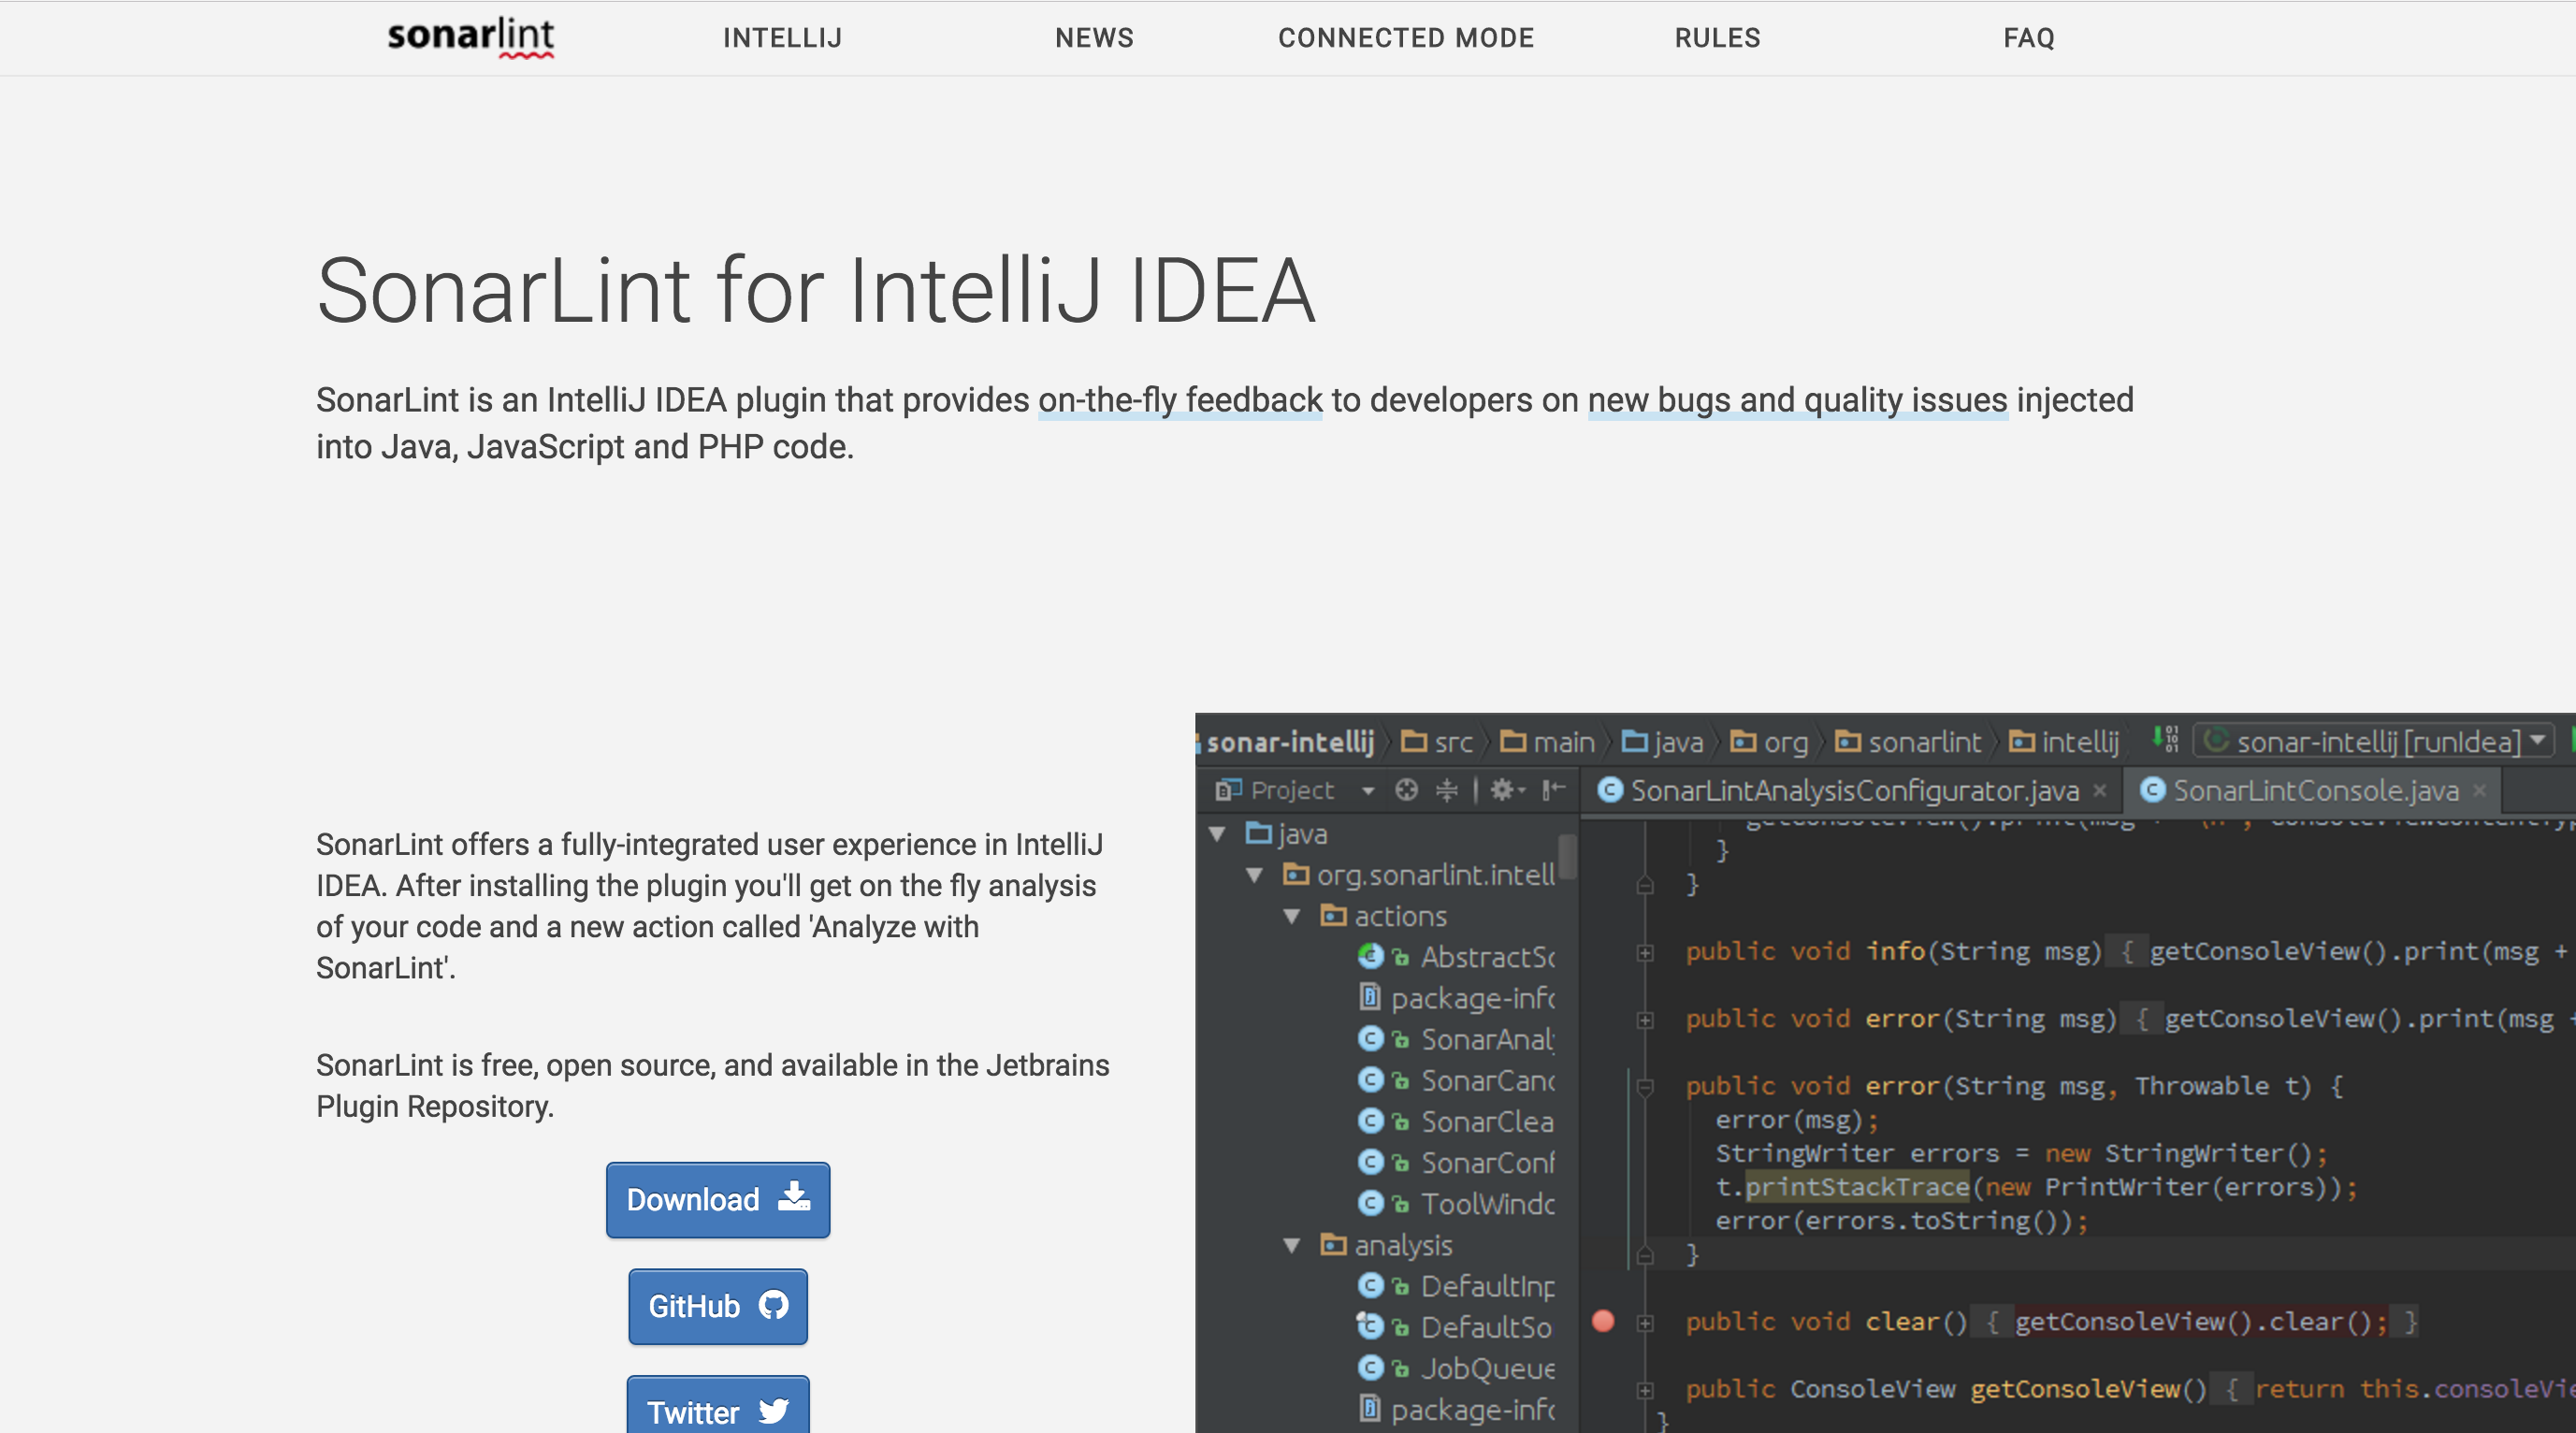 sonarlint INTELLIJ NEWS CONNECTED MODE RULES FAQ
SonarLint for IntelliJ IDEA
SonarLint is an IntelliJ IDEA plugin that provides on-the-fly feedback to developers on new bugs and quality issues injected
into Java, JavaScript and PHP code.
SonarLint offers a fully-integrated user experience in IntelliJ
IDEA. After installing the plugin you'll get on the fly analysis
of your code and a new action called 'Analyze with
SonarLint'.
SonarLint is free, open source, and available in the Jetbrains
Plugin Repository.
Download
GitHub
Twitter
sonar-intellij src main java org sonarlint intellij sonar-intellij [runIdea]
Project
SonarLintAnalysisConfigurator.java × SonarLintConsole.java ×
java
org.sonarlint.intell
actions
AbstractSc
package-info
SonarAnal
SonarCanc
SonarClea
SonarConf
ToolWindo
analysis
DefaultInp
DefaultSo
JobQueue
package-info
}
}
public void info(String msg) { getConsoleView().print(msg +
public void error(String msg) { getConsoleView().print(msg +
public void error(String msg, Throwable t) {
error(msg);
StringWriter errors = new StringWriter();
t.printStackTrace(new PrintWriter(errors));
error(errors.toString());
}
public void clear() { getConsoleView().clear(); }
public ConsoleView getConsoleView() { return this.consoleVie
}